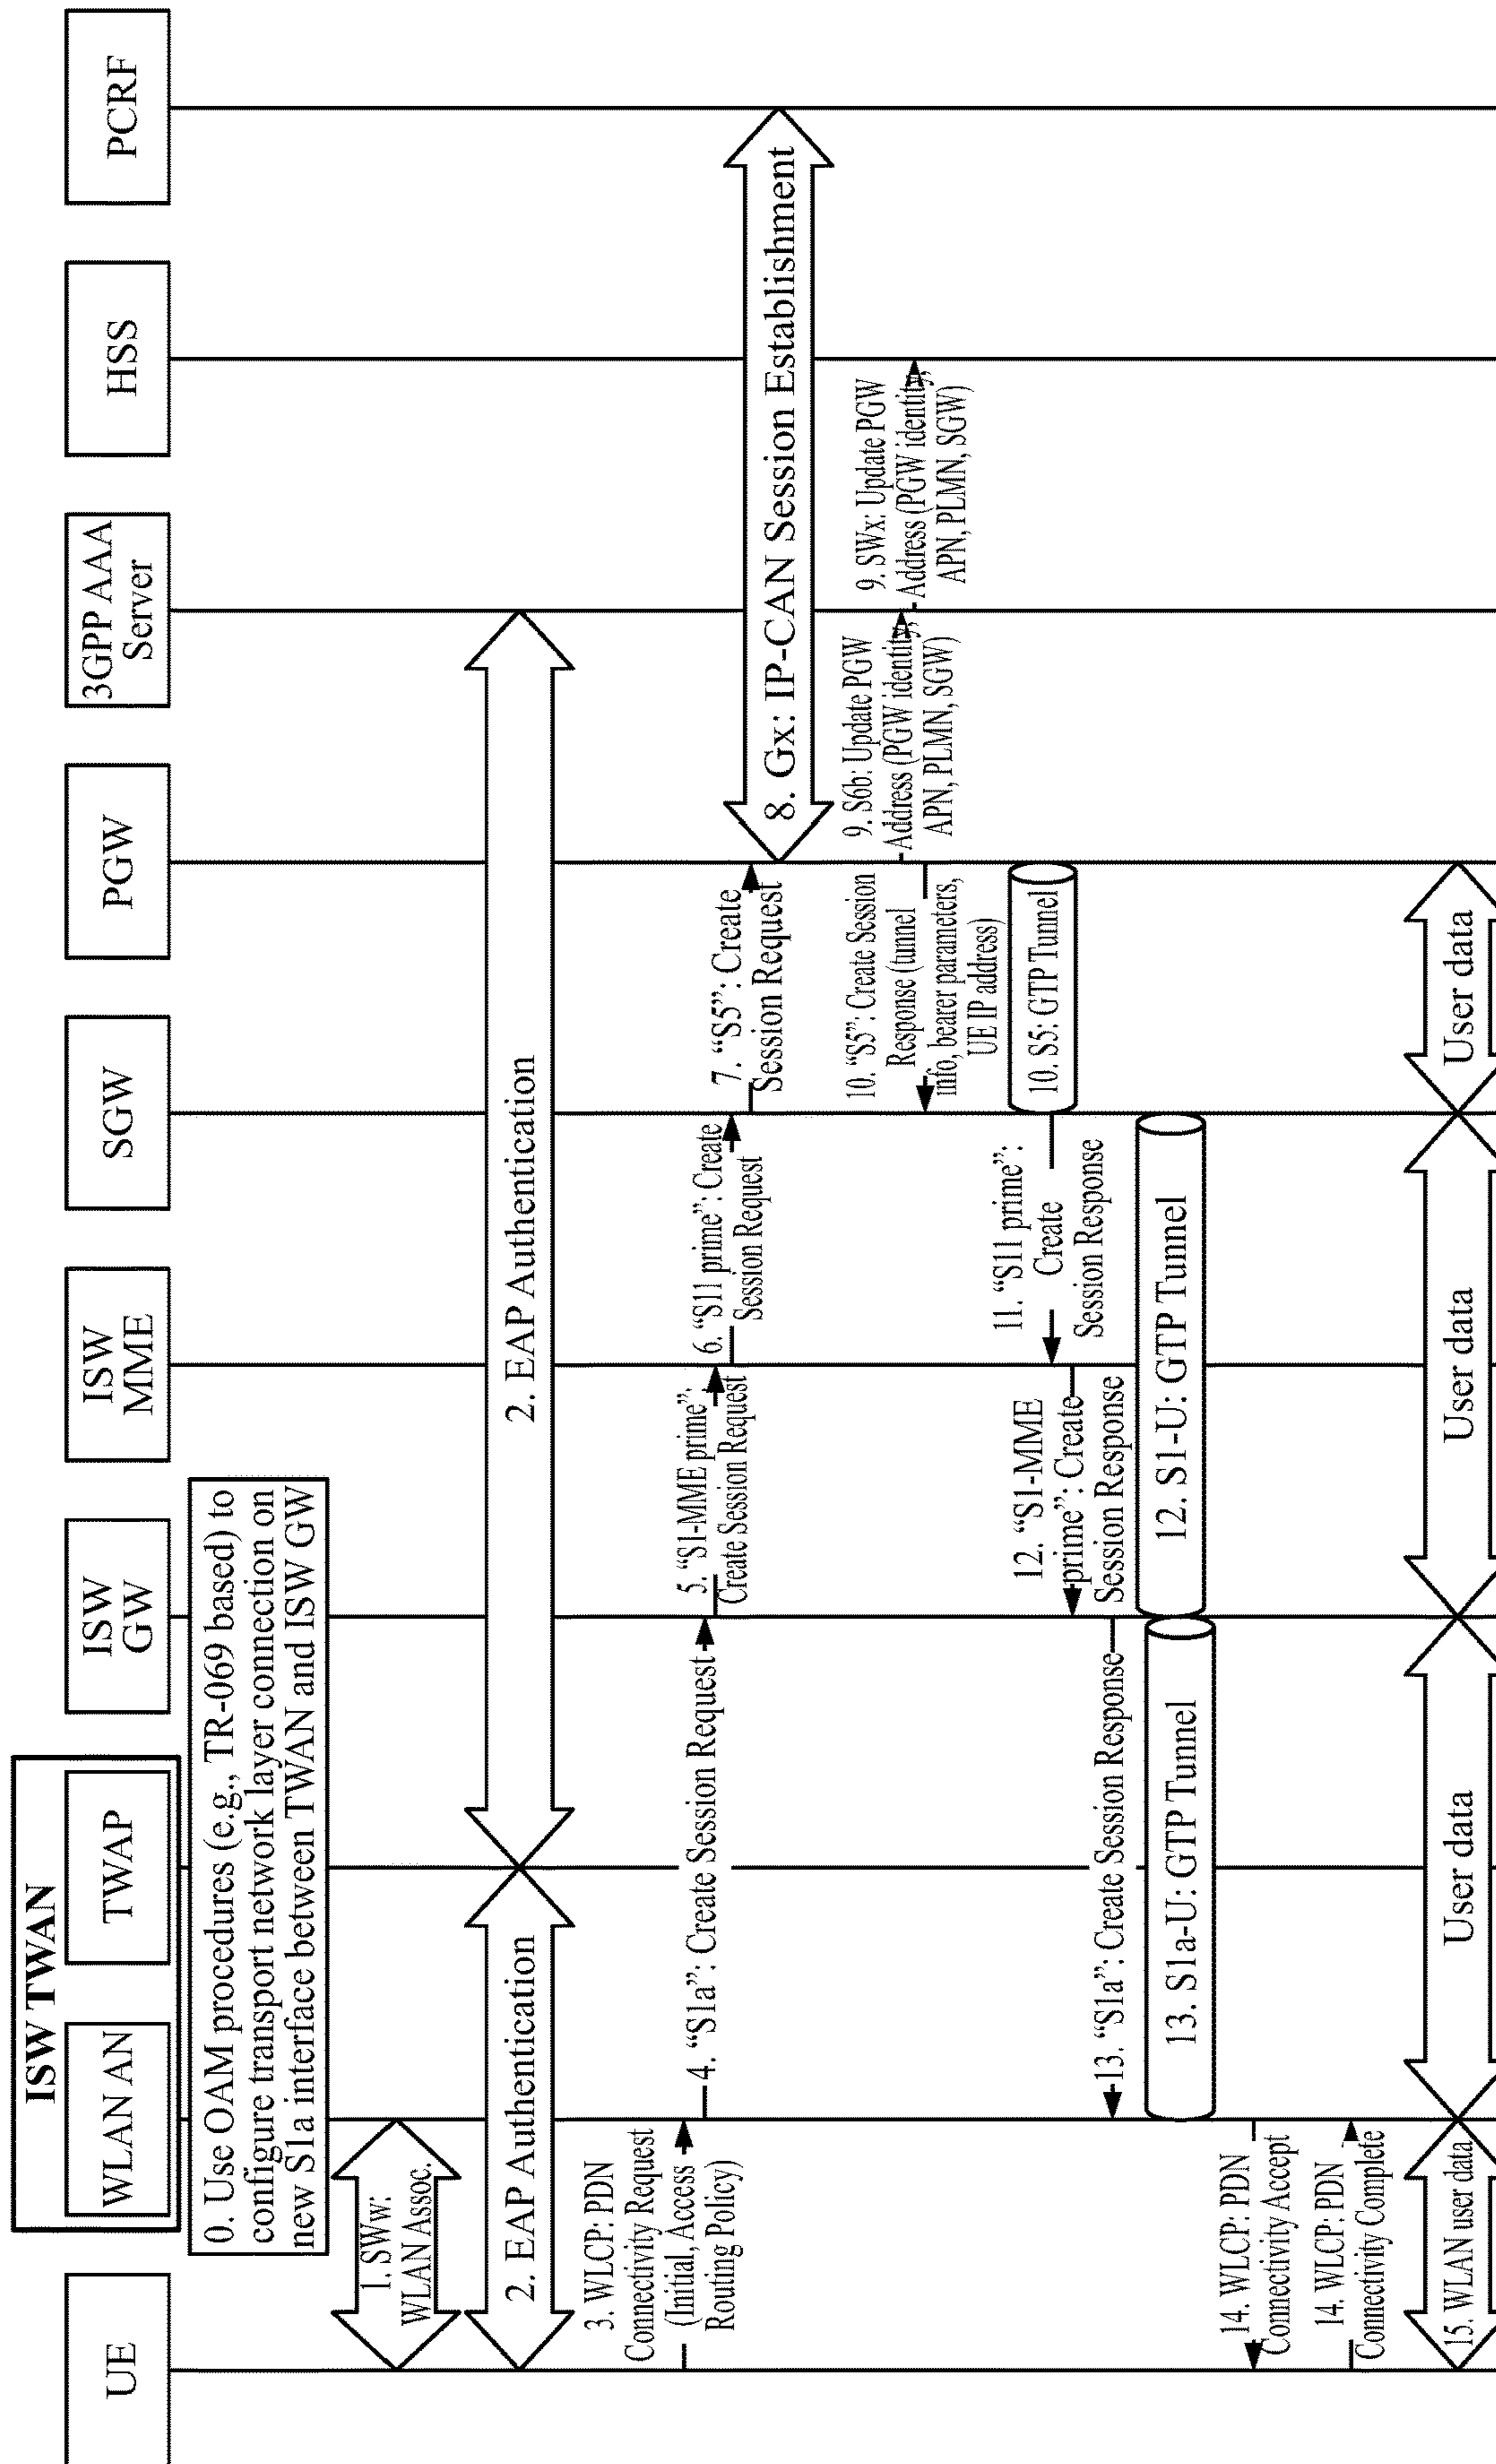 ISW TWAN
UE
WLAN AN
TWAP
ISW
GW
ISW
MME
SGW
PGW
3GPP AAA
Server
HSS
PCRF
0. Use OAM procedures (e.g., TR-069 based) to
configure transport network layer connection on
new S1a interface between TWAN and ISW GW
1. SWw:
WLAN Assoc.
2. EAP Authentication
2. EAP Authentication
3. WLCP: PDN
Connectivity Request
(Initial, Access
Routing Policy)
4. “S1a”: Create Session Request
5. “S1-MME prime”:
Create Session Request
6. “S11 prime”: Create
Session Request
7. “S5”: Create
Session Request
8. Gx: IP-CAN Session Establishment
9. S6b: Update PGW
Address (PGW identity,
APN, PLMN, SGW)
9. SWx: Update PGW
Address (PGW identity,
APN, PLMN, SGW)
10. “S5”: Create Session
Response (tunnel
info, bearer parameters,
UE IP address)
10. S5: GTP Tunnel
11. “S11 prime”:
Create
Session Response
12. “S1-MME
prime”: Create
Session Response
12. S1-U: GTP Tunnel
13. “S1a”: Create Session Response
13. S1a-U: GTP Tunnel
14. WLCP: PDN
Connectivity Accept
14. WLCP: PDN
Connectivity Complete
15. WLAN user data
User data
User data
User data